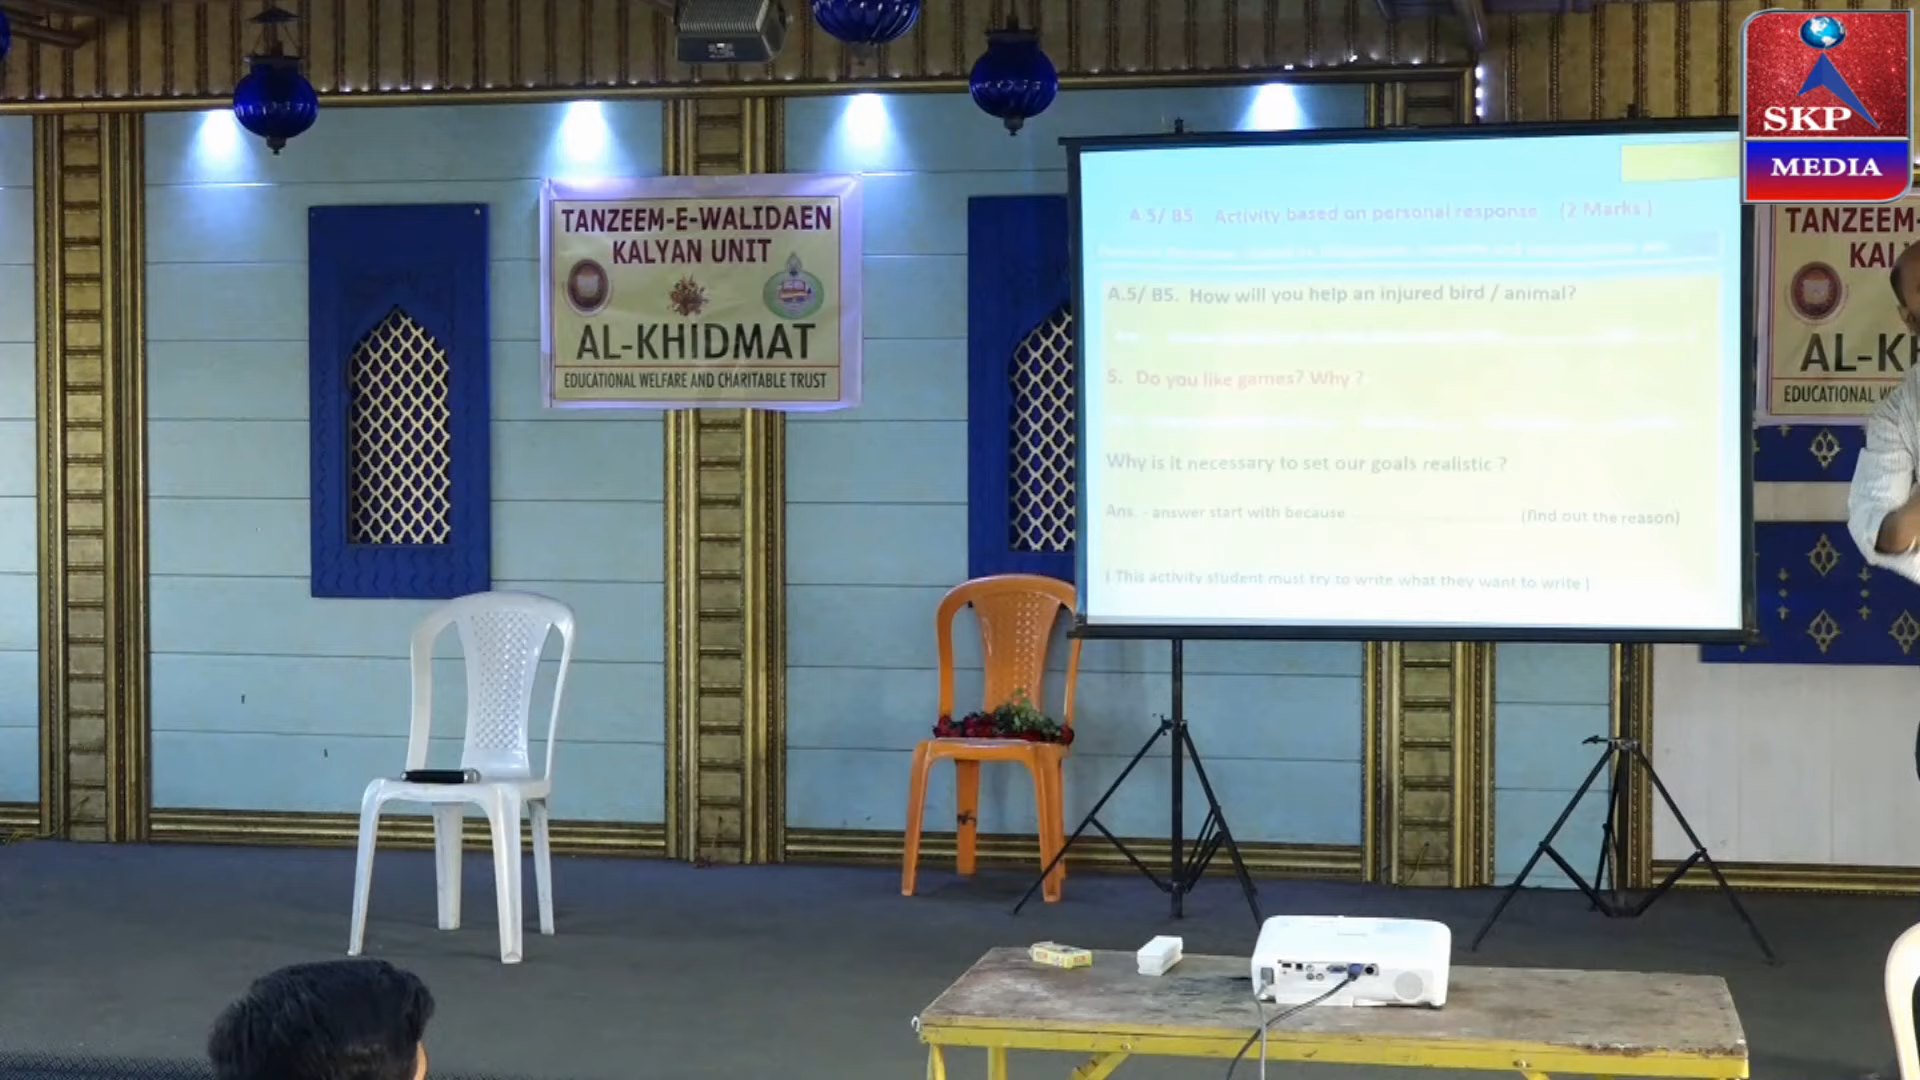 TANZEEM-E-WALIDAEN
KALYAN UNIT
AL-KHIDMAT
EDUCATIONAL WELFARE AND CHARITABLE TRUST
A 5/ B5 Activity based on personal response (2 Marks )
A.5/ B5. How will you help an injured bird / animal?
5. Do you like games? Why ?
Why is it necessary to set our goals realistic ?
Ans. - answer start with because (find out the reason)
( This activity student must try to write what they want to write )
SKP
MEDIA
TANZEEM-
KAL
AL-K
EDUCATIONAL W